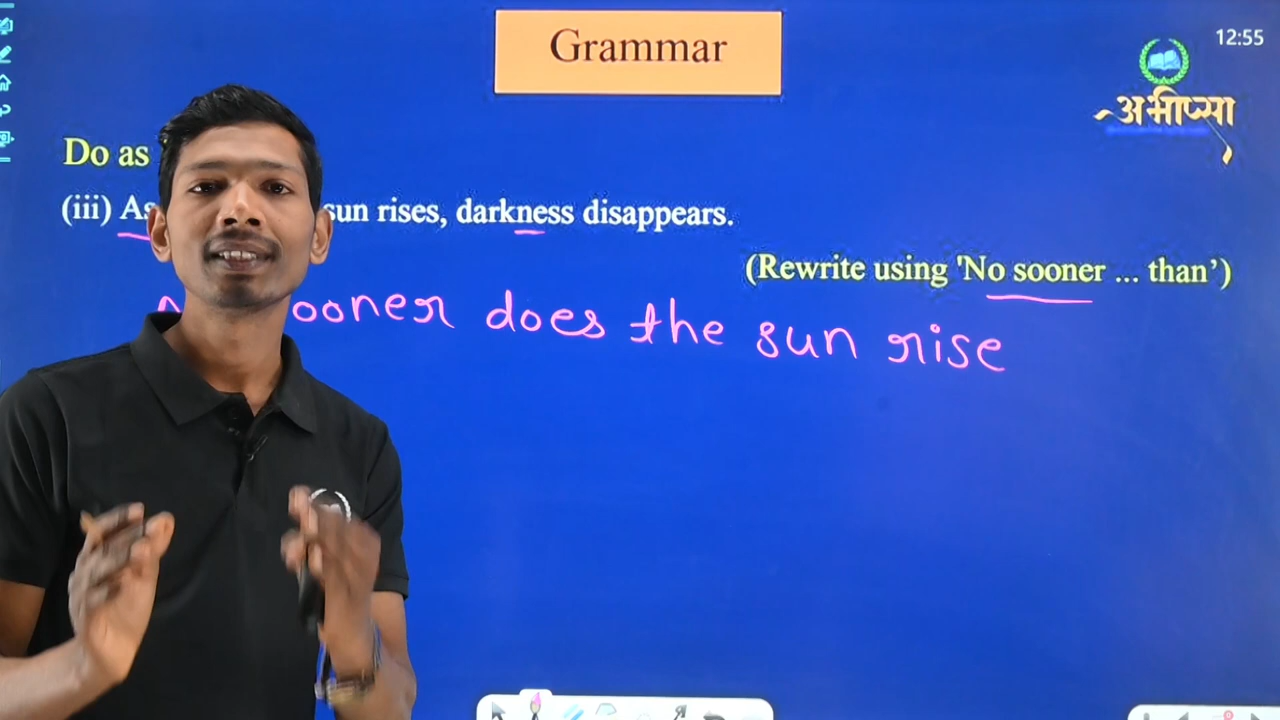 Grammar
12:55
अभीप्सा
Do as
(iii) As sun rises, darkness disappears.
(Rewrite using 'No sooner ... than’)
ooner does the sun rise